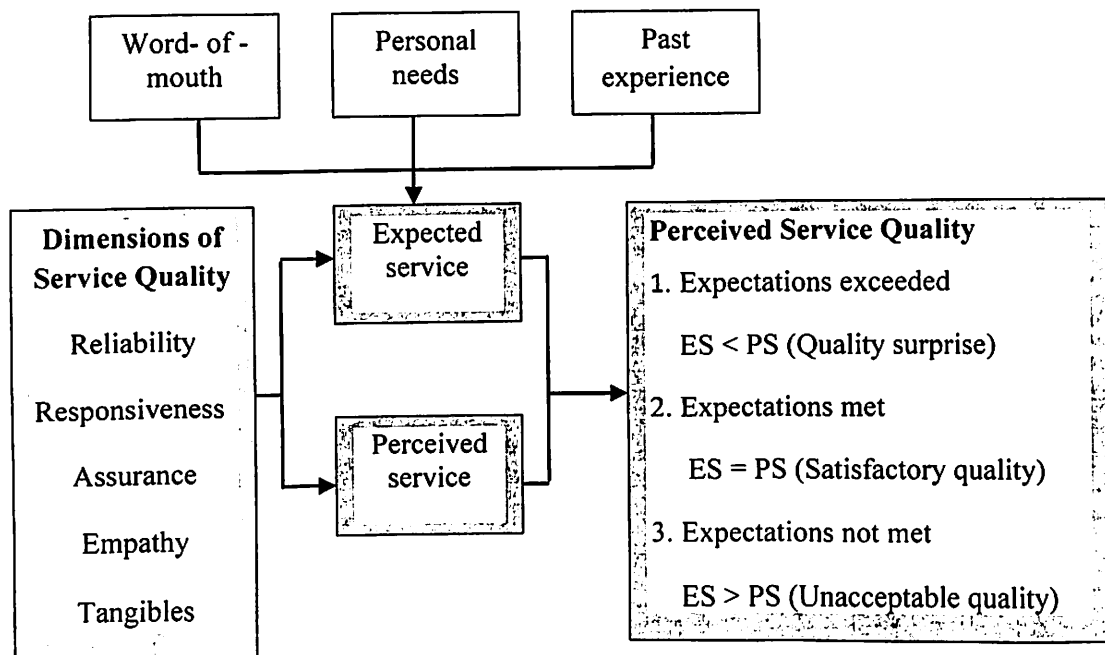 Word- of -
mouth
Personal
needs
Past
experience
Dimensions of
Service Quality
Reliability
Responsiveness
Assurance
Empathy
Tangibles
Expected
service
Perceived
service
Perceived Service Quality
1. Expectations exceeded
ES < PS (Quality surprise)
2. Expectations met
ES = PS (Satisfactory quality)
3. Expectations not met
ES > PS (Unacceptable quality)